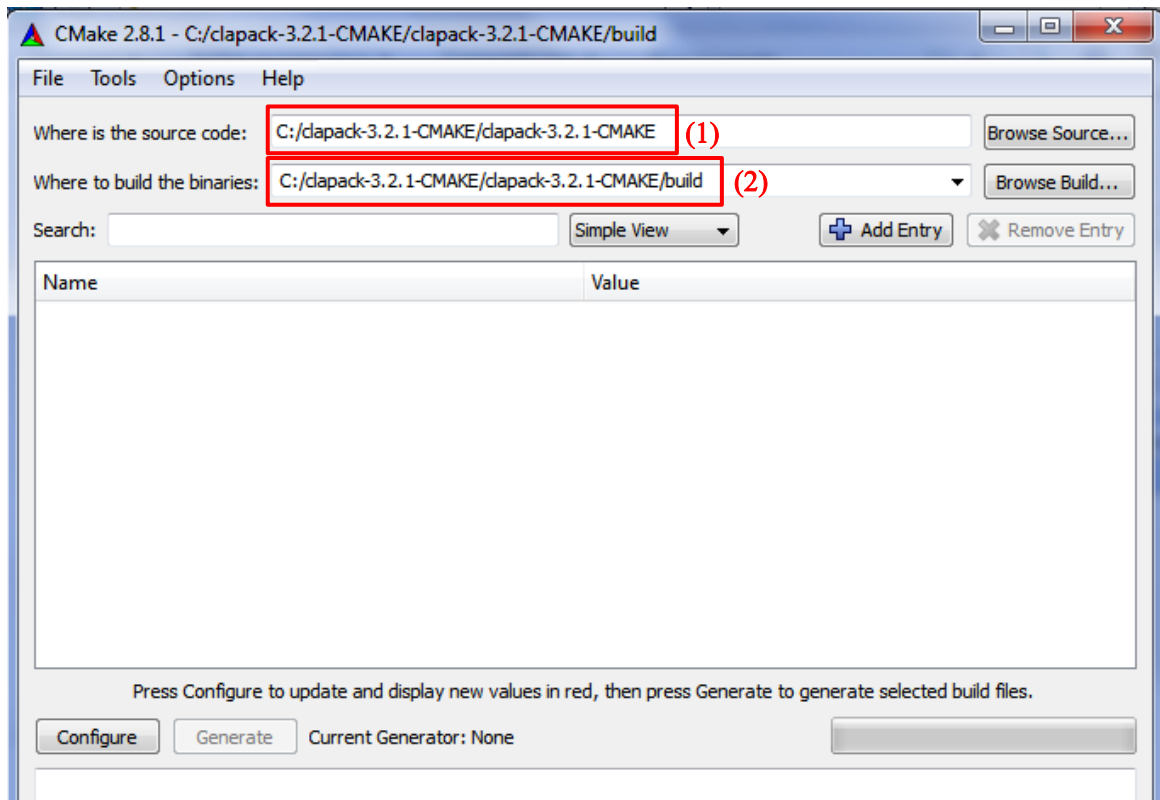 CMake 2.8.1 - C:/clapack-3.2.1-CMAKE/clapack-3.2.1-CMAKE/build
File Tools Options Help
Where is the source code: C:/clapack-3.2.1-CMAKE/clapack-3.2.1-CMAKE (1) Browse Source...
Where to build the binaries: C:/clapack-3.2.1-CMAKE/clapack-3.2.1-CMAKE/build (2) Browse Build...
Search: Simple View Add Entry Remove Entry
Name Value
Press Configure to update and display new values in red, then press Generate to generate selected build files.
Configure Generate Current Generator: None